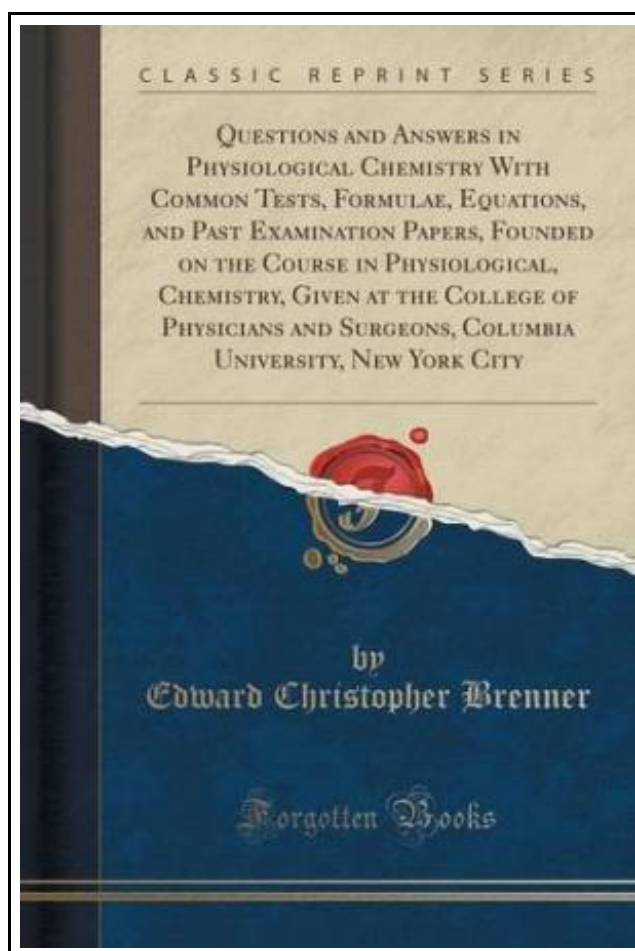 CLASSIC REPRINT SERIES
QUESTIONS AND ANSWERS IN
PHYSIOLOGICAL CHEMISTRY WITH
COMMON TESTS, FORMULAE, EQUATIONS,
AND PAST EXAMINATION PAPERS, FOUNDED
ON THE COURSE IN PHYSIOLOGICAL,
CHEMISTRY, GIVEN AT THE COLLEGE OF
PHYSICIANS AND SURGEONS, COLUMBIA
UNIVERSITY, NEW YORK CITY
by
Edward Christopher Brenner
Forgotten Books